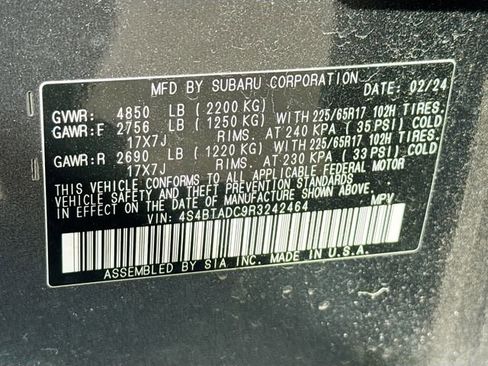 MFD BY SUBARU CORPORATION DATE: 02/24
GVWR: 4850 LB (2200 KG)
GAWR:F 2756 LB (1250 KG) WITH 225/65R17 102H TIRES,
17X7J RIMS, AT 240 KPA (35 PSI) COLD
GAWR:R 2690 LB (1220 KG) WITH 225/65R17 102H TIRES,
17X7J RIMS, AT 230 KPA (33 PSI) COLD
THIS VEHICLE CONFORMS TO ALL APPLICABLE FEDERAL MOTOR
VEHICLE SAFETY AND THEFT PREVENTION STANDARDS
IN EFFECT ON THE DATE OF MANUFACTURE SHOWN ABOVE.
VIN: 4S4BTADC9R3242464 MPV
ASSEMBLED BY SIA INC. MADE IN U.S.A.